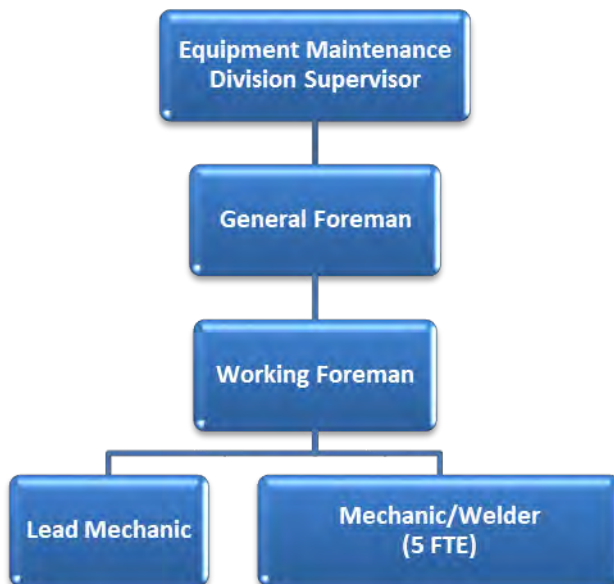 Equipment Maintenance
Division Supervisor
General Foreman
Working Foreman
Lead Mechanic
Mechanic/Welder
(5 FTE)